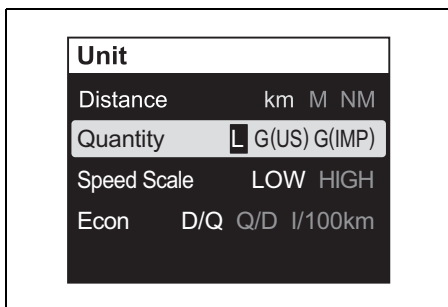 Unit
Distance km M NM
Quantity L G(US) G(IMP)
Speed Scale LOW HIGH
Econ D/Q Q/D l/100km